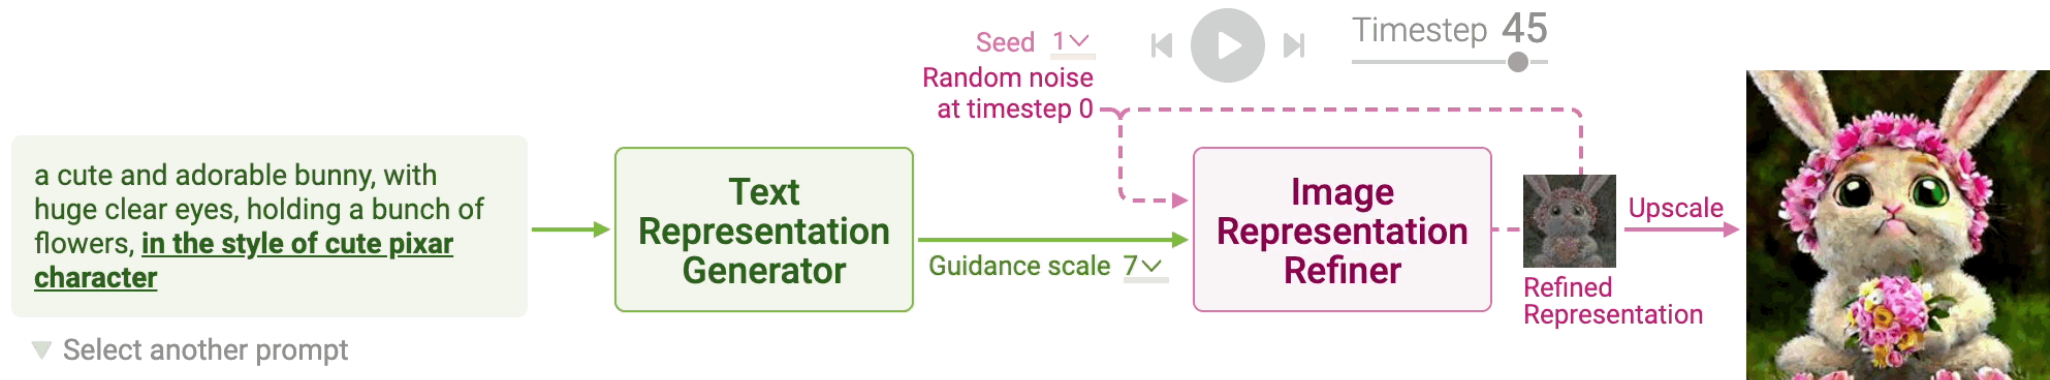 Seed 1
Timestep 45
Random noise
at timestep 0
a cute and adorable bunny, with
huge clear eyes, holding a bunch of
flowers, in the style of cute pixar
character
Select another prompt
Text
Representation
Generator
Guidance scale 7
Image
Representation
Refiner
Refined
Representation
Upscale